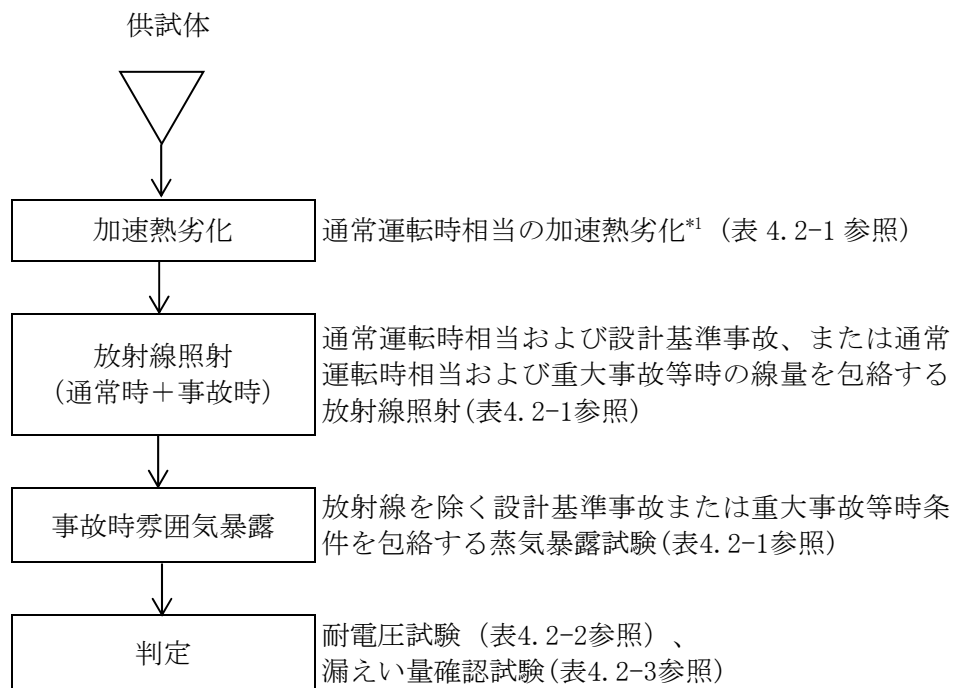 供試体
加速熱劣化
通常運転時相当の加速熱劣化*1 (表 4.2-1 参照)
放射線照射
(通常時＋事故時)
通常運転時相当および設計基準事故、または通常
運転時相当および重大事故等時の線量を包絡する
放射線照射(表4.2-1参照)
事故時雰囲気暴露
放射線を除く設計基準事故または重大事故等時条
件を包絡する蒸気暴露試験(表4.2-1参照)
判定
耐電圧試験 (表4.2-2参照) 、
漏えい量確認試験(表4.2-3参照)